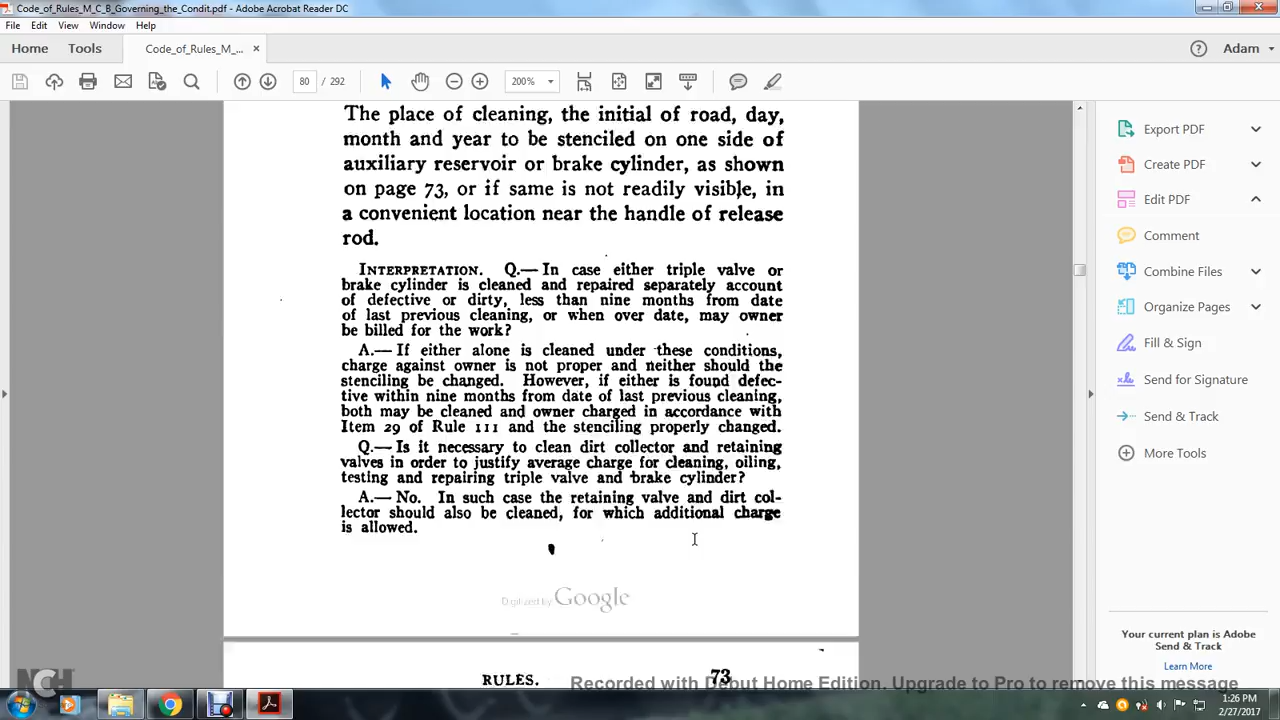 Code_of_Rules_M_C_B_Governing_the_Condit.pdf - Adobe Acrobat Reader DC
File Edit View Window Help
Home Tools Code_of_Rules_M_... × Adam
80 / 292 200%
The place of cleaning, the initial of road, day,
month and year to be stenciled on one side of
auxiliary reservoir or brake cylinder, as shown
on page 73, or if same is not readily visible, in
a convenient location near the handle of release
rod.
INTERPRETATION. Q.— In case either triple valve or
brake cylinder is cleaned and repaired separately account
of defective or dirty, less than nine months from date
of last previous cleaning, or when over date, may owner
be billed for the work?
A.— If either alone is cleaned under these conditions,
charge against owner is not proper and neither should the
stenciling be changed. However, if either is found defec-
tive within nine months from date of last previous cleaning,
both may be cleaned and owner charged in accordance with
Item 29 of Rule 111 and the stenciling properly changed.
Q.— Is it necessary to clean dirt collector and retaining
valves in order to justify average charge for cleaning, oiling,
testing and repairing triple valve and brake cylinder?
A.— No. In such case the retaining valve and dirt col-
lector should also be cleaned, for which additional charge
is allowed.
Digitized by Google
RULES. 73
Export PDF
Create PDF
Edit PDF
Comment
Combine Files
Organize Pages
Fill & Sign
Send for Signature
Send & Track
More Tools
Your current plan is Adobe
Send & Track
Learn More
NCH
Recorded with Debut Home Edition. Upgrade to Pro to remove this message
1:26 PM
2/27/2017